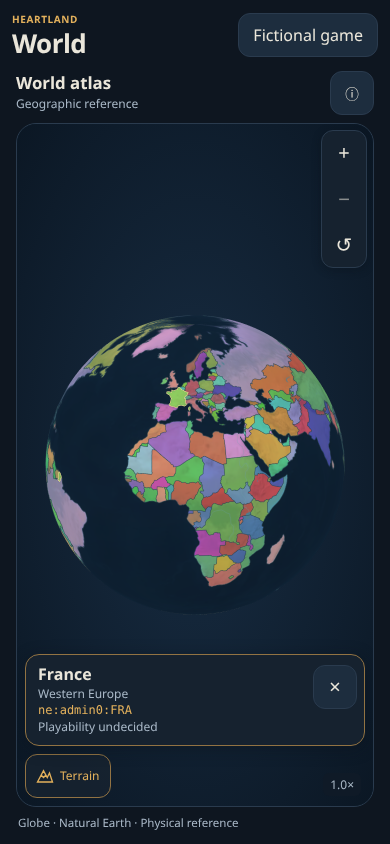 HEARTLAND
World
Fictional game
World atlas
Geographic reference
ⓘ
+
−
↺
France
Western Europe
ne:admin0:FRA
Playability undecided
×
Terrain
1.0×
Globe · Natural Earth · Physical reference